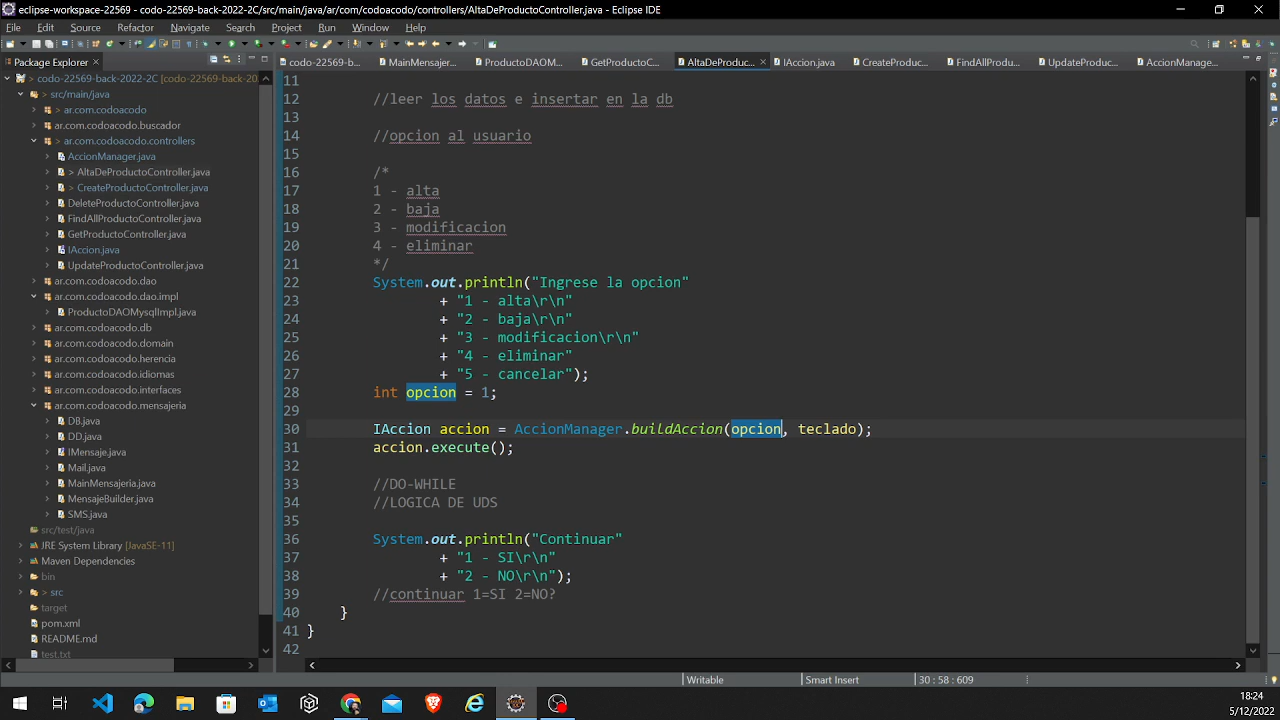 eclipse-workspace-22569 - codo-22569-back-2022-2C/src/main/java/ar/com/codoacodo/controllers/AltaDeProductoController.java - Eclipse IDE
File Edit Source Refactor Navigate Search Project Run Window Help
Package Explorer
codo-22569-b...
MainMensajer...
ProductoDAOM...
GetProductoC...
AltaDeProduc...
IAccion.java
CreateProduc...
FindAllProdu...
UpdateProduc...
AccionManage...
> codo-22569-back-2022-2C [codo-22569-back-20
> src/main/java
> ar.com.codoacodo
ar.com.codoacodo.buscador
> ar.com.codoacodo.controllers
AccionManager.java
> AltaDeProductoController.java
> CreateProductoController.java
DeleteProductoController.java
FindAllProductoController.java
GetProductoController.java
IAccion.java
UpdateProductoController.java
ar.com.codoacodo.dao
ar.com.codoacodo.dao.impl
ProductoDAOMysqlImpl.java
ar.com.codoacodo.db
ar.com.codoacodo.domain
ar.com.codoacodo.herencia
ar.com.codoacodo.idiomas
ar.com.codoacodo.interfaces
ar.com.codoacodo.mensajeria
DB.java
DD.java
IMensaje.java
Mail.java
MainMensajeria.java
MensajeBuilder.java
SMS.java
src/test/java
JRE System Library [JavaSE-11]
Maven Dependencies
bin
> src
target
pom.xml
README.md
test.txt
11
12 //leer los datos e insertar en la db
13
14 //opcion al usuario
15
16 /*
17 1 - alta
18 2 - baja
19 3 - modificacion
20 4 - eliminar
21 */
22 System.out.println("Ingrese la opcion"
23 + "1 - alta\r\n"
24 + "2 - baja\r\n"
25 + "3 - modificacion\r\n"
26 + "4 - eliminar"
27 + "5 - cancelar");
28 int opcion = 1;
29
30 IAccion accion = AccionManager.buildAccion(opcion, teclado);
31 accion.execute();
32
33 //DO-WHILE
34 //LOGICA DE UDS
35
36 System.out.println("Continuar"
37 + "1 - SI\r\n"
38 + "2 - NO\r\n");
39 //continuar 1=SI 2=NO?
40 }
41 }
42
Writable Smart Insert 30 : 58 : 609
18:24
5/12/2022